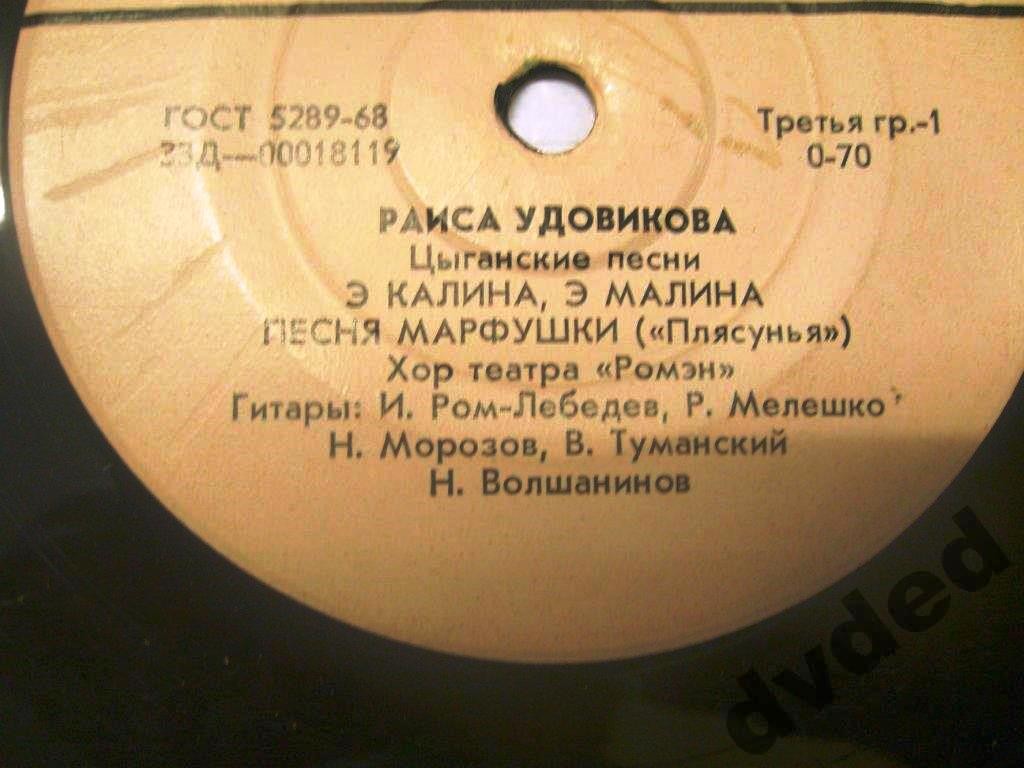 ГОСТ 5289-68
33Д—00018119
Третья гр.-1
0-70
РАИСА УДОВИКОВА
Цыганские песни
Э КАЛИНА, Э МАЛИНА
ПЕСНЯ МАРФУШКИ («Плясунья»)
Хор театра «Ромэн»
Гитары: И. Ром-Лебедев, Р. Мелешко
Н. Морозов, В. Туманский
Н. Волшанинов
dvded